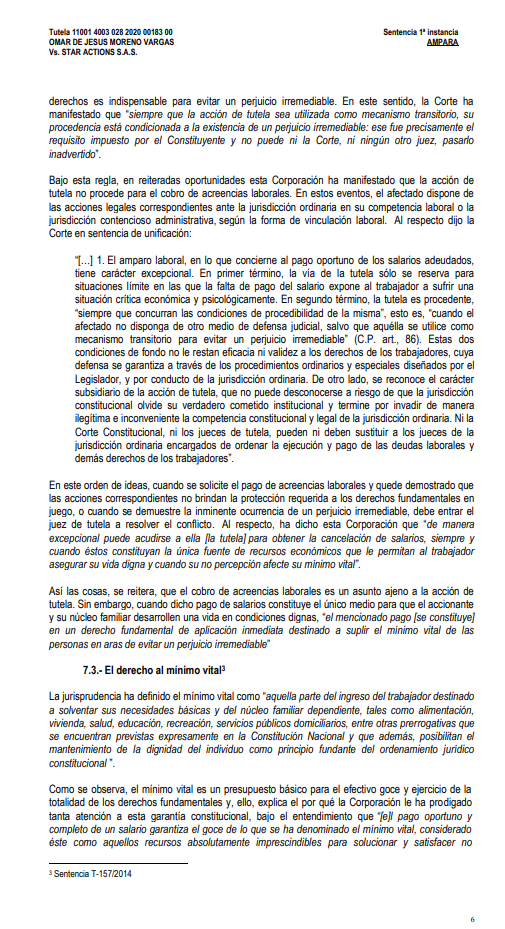 Tutela 11001 4003 028 2020 00183 00
Sentencia 1ª instancia
OMAR DE JESUS MORENO VARGAS
AMPARA
Vs. STAR ACTIONS S.A.S.
derechos es indispensable para evitar un perjuicio irremediable. En este sentido, la Corte ha
manifestado que “siempre que la acción de tutela sea utilizada como mecanismo transitorio, su
procedencia está condicionada a la existencia de un perjuicio irremediable: ese fue precisamente el
requisito impuesto por el Constituyente y no puede ni la Corte, ni ningún otro juez, pasarlo
inadvertido”.
Bajo esta regla, en reiteradas oportunidades esta Corporación ha manifestado que la acción de
tutela no procede para el cobro de acreencias laborales. En estos eventos, el afectado dispone de
las acciones legales correspondientes ante la jurisdicción ordinaria en su competencia laboral o la
jurisdicción contencioso administrativa, según la forma de vinculación laboral. Al respecto dijo la
Corte en sentencia de unificación:
“[…] 1. El amparo laboral, en lo que concierne al pago oportuno de los salarios adeudados,
tiene carácter excepcional. En primer término, la vía de la tutela sólo se reserva para
situaciones límite en las que la falta de pago del salario expone al trabajador a sufrir una
situación crítica económica y psicológicamente. En segundo término, la tutela es procedente,
“siempre que concurran las condiciones de procedibilidad de la misma”, esto es, “cuando el
afectado no disponga de otro medio de defensa judicial, salvo que aquélla se utilice como
mecanismo transitorio para evitar un perjuicio irremediable” (C.P. art., 86). Estas dos
condiciones de fondo no le restan eficacia ni validez a los derechos de los trabajadores, cuya
defensa se garantiza a través de los procedimientos ordinarios y especiales diseñados por el
Legislador, y por conducto de la jurisdicción ordinaria. De otro lado, se reconoce el carácter
subsidiario de la acción de tutela, que no puede desconocerse a riesgo de que la jurisdicción
constitucional olvide su verdadero cometido institucional y termine por invadir de manera
ilegítima e inconveniente la competencia constitucional y legal de la jurisdicción ordinaria. Ni la
Corte Constitucional, ni los jueces de tutela, pueden ni deben sustituir a los jueces de la
jurisdicción ordinaria encargados de ordenar la ejecución y pago de las deudas laborales y
demás derechos de los trabajadores”.
En este orden de ideas, cuando se solicite el pago de acreencias laborales y quede demostrado que
las acciones correspondientes no brindan la protección requerida a los derechos fundamentales en
juego, o cuando se demuestre la inminente ocurrencia de un perjuicio irremediable, debe entrar el
juez de tutela a resolver el conflicto. Al respecto, ha dicho esta Corporación que “de manera
excepcional puede acudirse a ella [la tutela] para obtener la cancelación de salarios, siempre y
cuando éstos constituyan la única fuente de recursos económicos que le permitan al trabajador
asegurar su vida digna y cuando su no percepción afecte su mínimo vital”.
Así las cosas, se reitera, que el cobro de acreencias laborales es un asunto ajeno a la acción de
tutela. Sin embargo, cuando dicho pago de salarios constituye el único medio para que el accionante
y su núcleo familiar desarrollen una vida en condiciones dignas, “el mencionado pago [se constituye]
en un derecho fundamental de aplicación inmediata destinado a suplir el mínimo vital de las
personas en aras de evitar un perjuicio irremediable”
7.3.- El derecho al mínimo vital³
La jurisprudencia ha definido el mínimo vital como “aquella parte del ingreso del trabajador destinado
a solventar sus necesidades básicas y del núcleo familiar dependiente, tales como alimentación,
vivienda, salud, educación, recreación, servicios públicos domiciliarios, entre otras prerrogativas que
se encuentran previstas expresamente en la Constitución Nacional y que además, posibilitan el
mantenimiento de la dignidad del individuo como principio fundante del ordenamiento jurídico
constitucional ”.
Como se observa, el mínimo vital es un presupuesto básico para el efectivo goce y ejercicio de la
totalidad de los derechos fundamentales y, ello, explica el por qué la Corporación le ha prodigado
tanta atención a esta garantía constitucional, bajo el entendimiento que “[e]l pago oportuno y
completo de un salario garantiza el goce de lo que se ha denominado el mínimo vital, considerado
éste como aquellos recursos absolutamente imprescindibles para solucionar y satisfacer no
³ Sentencia T-157/2014
6